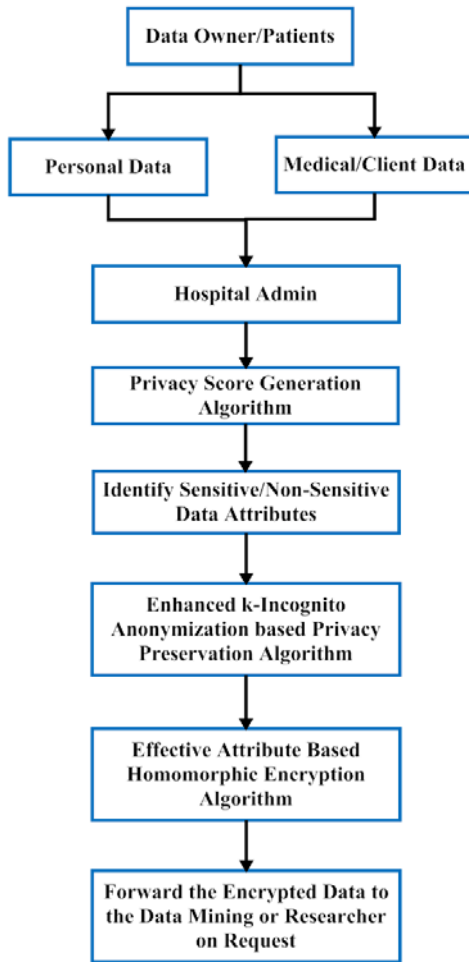 Data Owner/Patients
Personal Data
Medical/Client Data
Hospital Admin
Privacy Score Generation
Algorithm
Identify Sensitive/Non-Sensitive
Data Attributes
Enhanced k-Incognito
Anonymization based Privacy
Preservation Algorithm
Effective Attribute Based
Homomorphic Encryption
Algorithm
Forward the Encrypted Data to
the Data Mining or Researcher
on Request